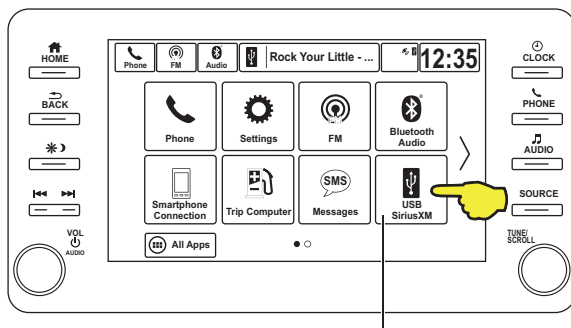 HOME
BACK
VOL
AUDIO
Phone
FM
Audio
Rock Your Little - ...
12:35
Phone
Settings
FM
Bluetooth
Audio
Smartphone
Connection
Trip Computer
SMS
Messages
USB
SiriusXM
All Apps
CLOCK
PHONE
AUDIO
SOURCE
TUNE/
SCROLL